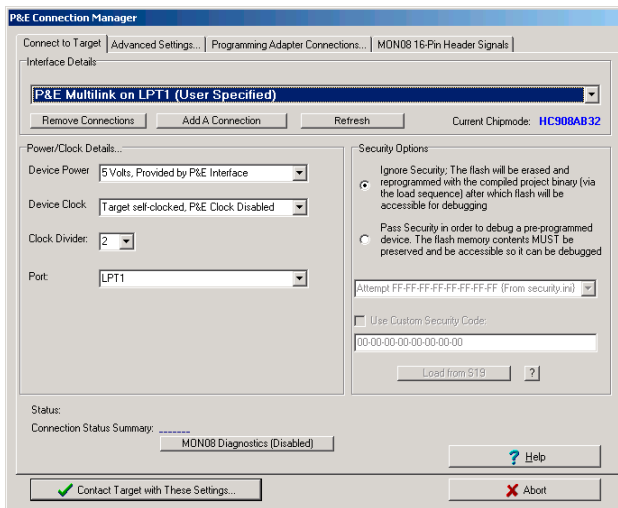 P&E Connection Manager
Connect to Target
Advanced Settings...
Programming Adapter Connections...
MON08 16-Pin Header Signals
Interface Details
P&E Multilink on LPT1 (User Specified)
Remove Connections
Add A Connection
Refresh
Current Chipmode: HC908AB32
Power/Clock Details...
Device Power
5 Volts, Provided by P&E Interface
Device Clock
Target self-clocked, P&E Clock Disabled
Clock Divider:
2
Port:
LPT1
Security Options
Ignore Security; The flash will be erased and
reprogrammed with the compiled project binary (via
the load sequence) after which flash will be
accessible for debugging
Pass Security in order to debug a pre-programmed
device. The flash memory contents MUST be
preserved and be accessible so it can be debugged
Attempt FF-FF-FF-FF-FF-FF-FF-FF (From security.ini)
Use Custom Security Code:
00-00-00-00-00-00-00-00
Load from S19
?
Status:
Connection Status Summary: _______
MON08 Diagnostics (Disabled)
? Help
Contact Target with These Settings...
Abort